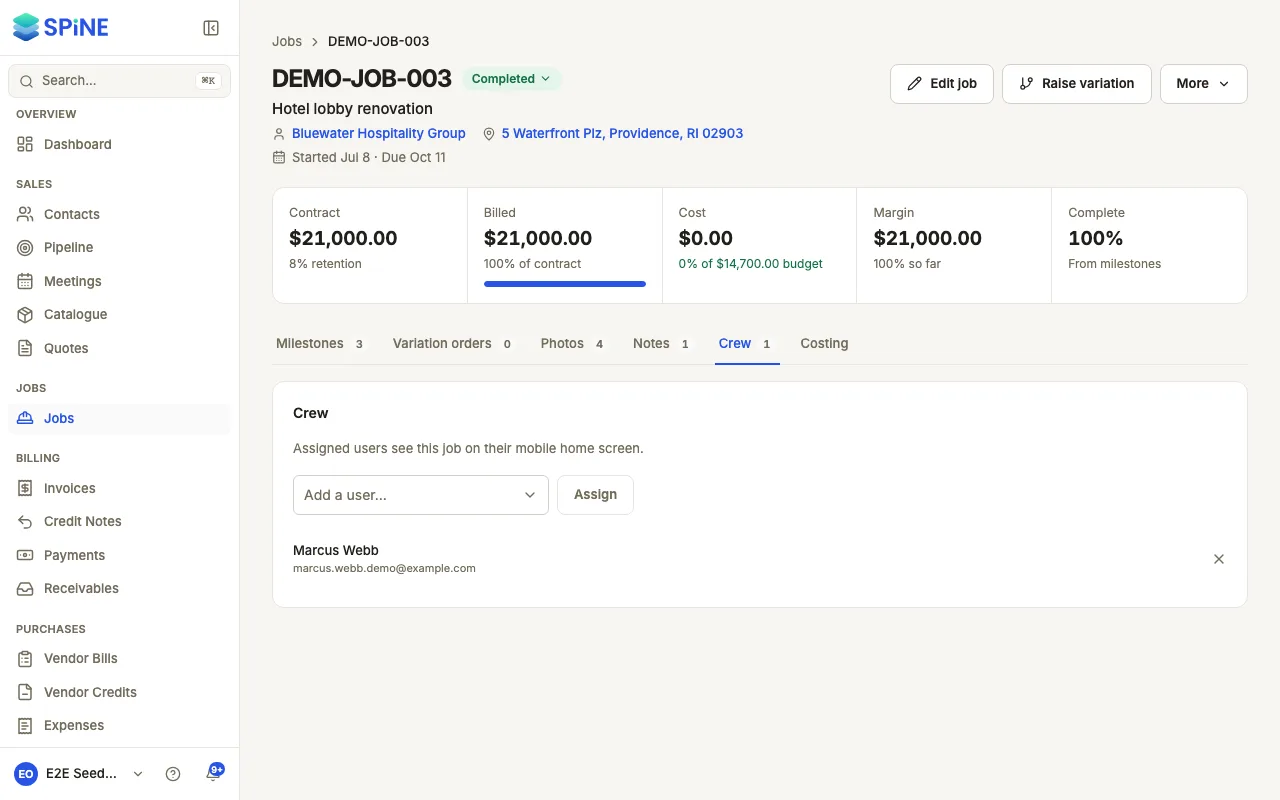 SPiNE
Search...
⌘K
OVERVIEW
Dashboard
SALES
Contacts
Pipeline
Meetings
Catalogue
Quotes
JOBS
Jobs
BILLING
Invoices
Credit Notes
Payments
Receivables
PURCHASES
Vendor Bills
Vendor Credits
Expenses
EO E2E Seed...
9+
Jobs > DEMO-JOB-003
DEMO-JOB-003 Completed
Edit job
Raise variation
More
Hotel lobby renovation
Bluewater Hospitality Group 5 Waterfront Plz, Providence, RI 02903
Started Jul 8 · Due Oct 11
Contract
$21,000.00
8% retention
Billed
$21,000.00
100% of contract
Cost
$0.00
0% of $14,700.00 budget
Margin
$21,000.00
100% so far
Complete
100%
From milestones
Milestones 3 Variation orders 0 Photos 4 Notes 1 Crew 1 Costing
Crew
Assigned users see this job on their mobile home screen.
Add a user... Assign
Marcus Webb
marcus.webb.demo@example.com